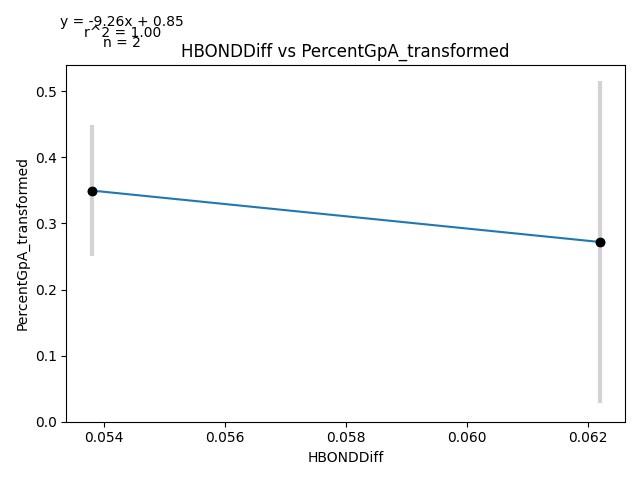 y = -9.26x + 0.85
r^2 = 1.00
n = 2
HBONDDiff vs PercentGpA_transformed
0.5
0.4
0.3
0.2
0.1
0.0
PercentGpA_transformed
0.054 0.056 0.058 0.060 0.062
HBONDDiff